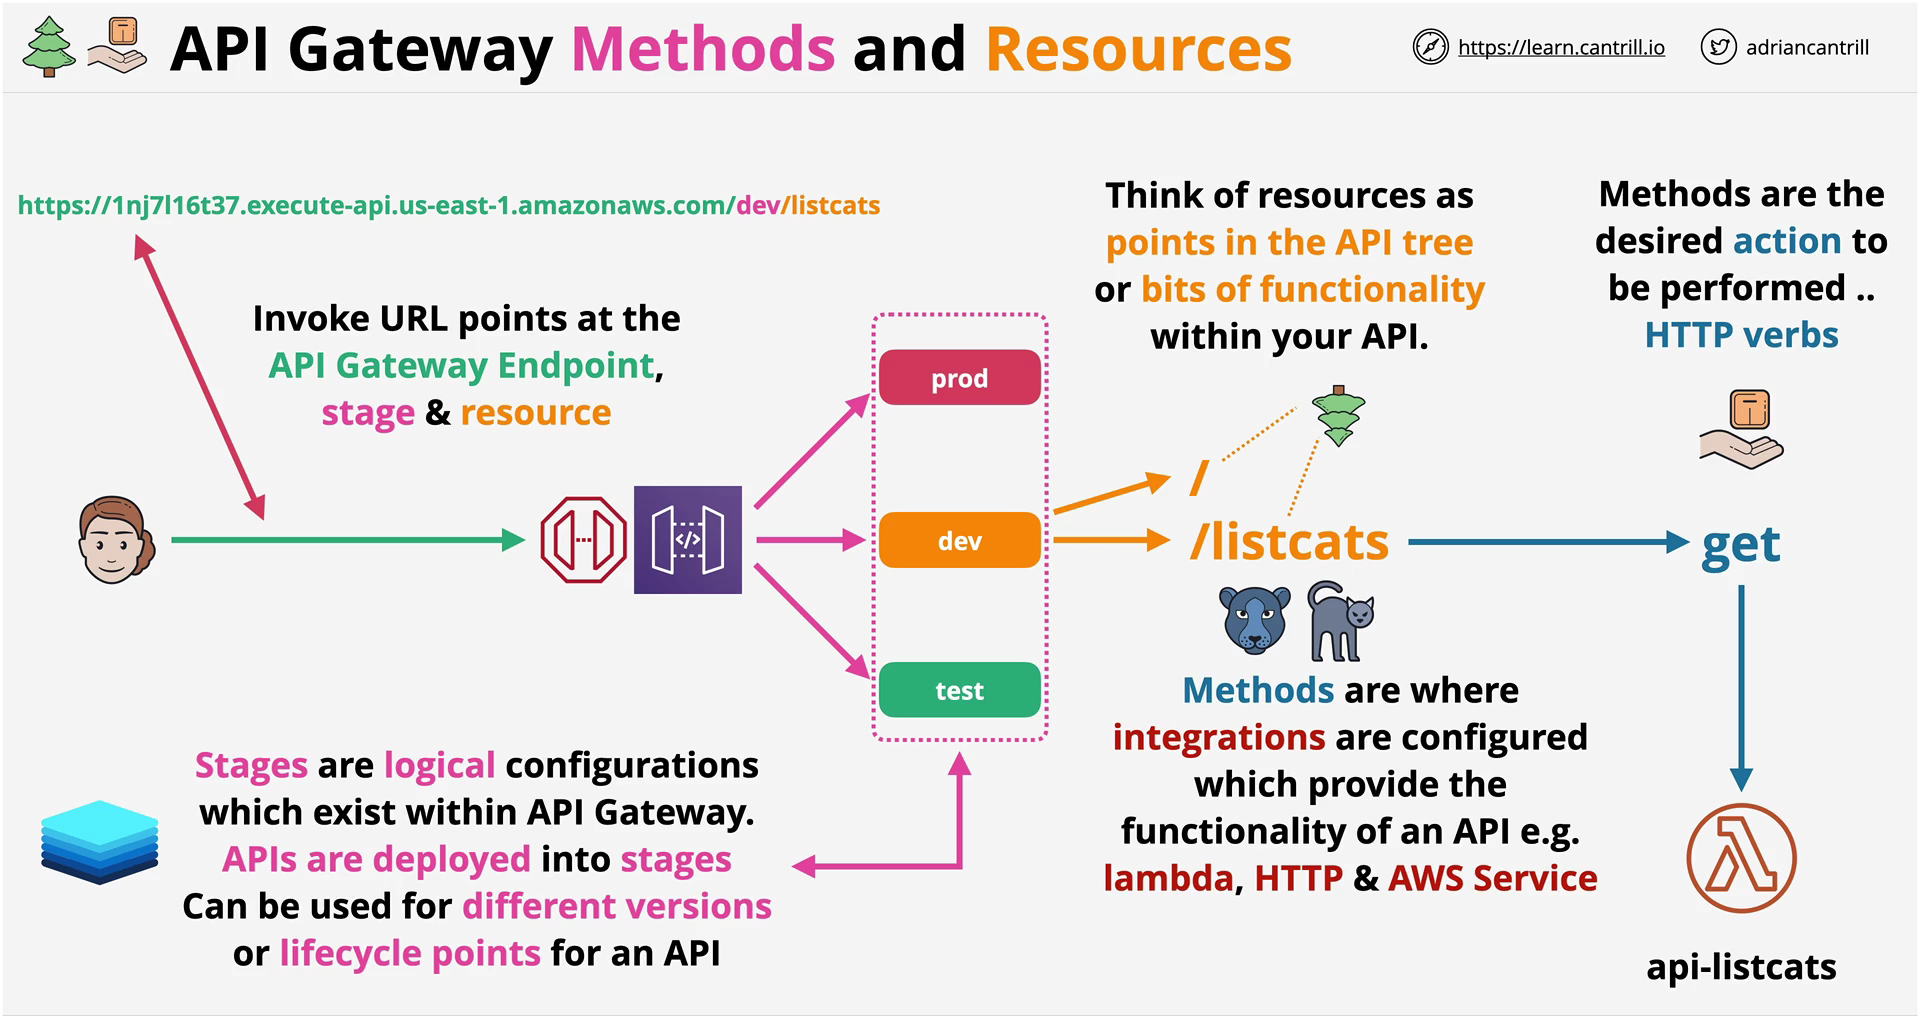 API Gateway Methods and Resources
https://learn.cantrill.io
adriancantrill
https://1nj7l16t37.execute-api.us-east-1.amazonaws.com/dev/listcats
Invoke URL points at the
API Gateway Endpoint,
stage & resource
prod
dev
test
Think of resources as
points in the API tree
or bits of functionality
within your API.
Methods are the
desired action to
be performed ..
HTTP verbs
/
/listcats
get
Stages are logical configurations
which exist within API Gateway.
APIs are deployed into stages
Can be used for different versions
or lifecycle points for an API
Methods are where
integrations are configured
which provide the
functionality of an API e.g.
lambda, HTTP & AWS Service
api-listcats